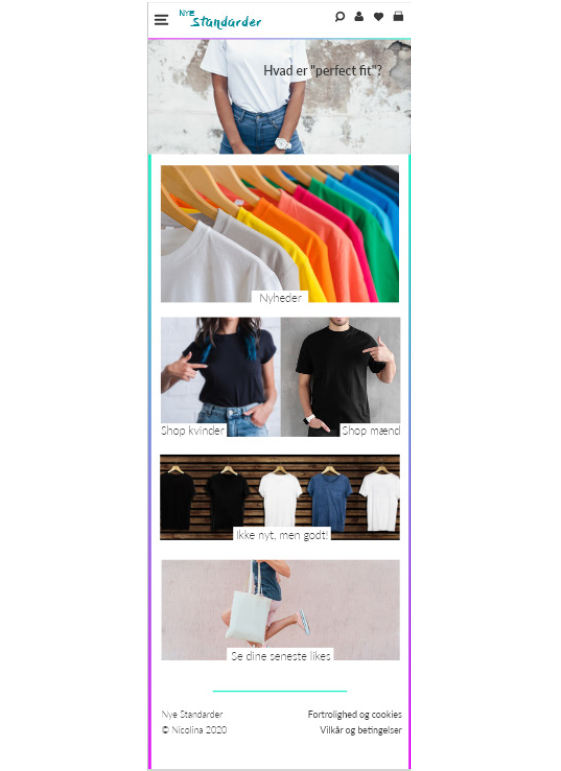 NYE
Standarder
Hvad er "perfect fit"?
Nyheder
Shop kvinder
Shop mænd
Ikke nyt, men godt!
Se dine seneste likes
Nye Standarder
Fortrolighed og cookies
© Nicolina 2020
Vilkår og betingelser